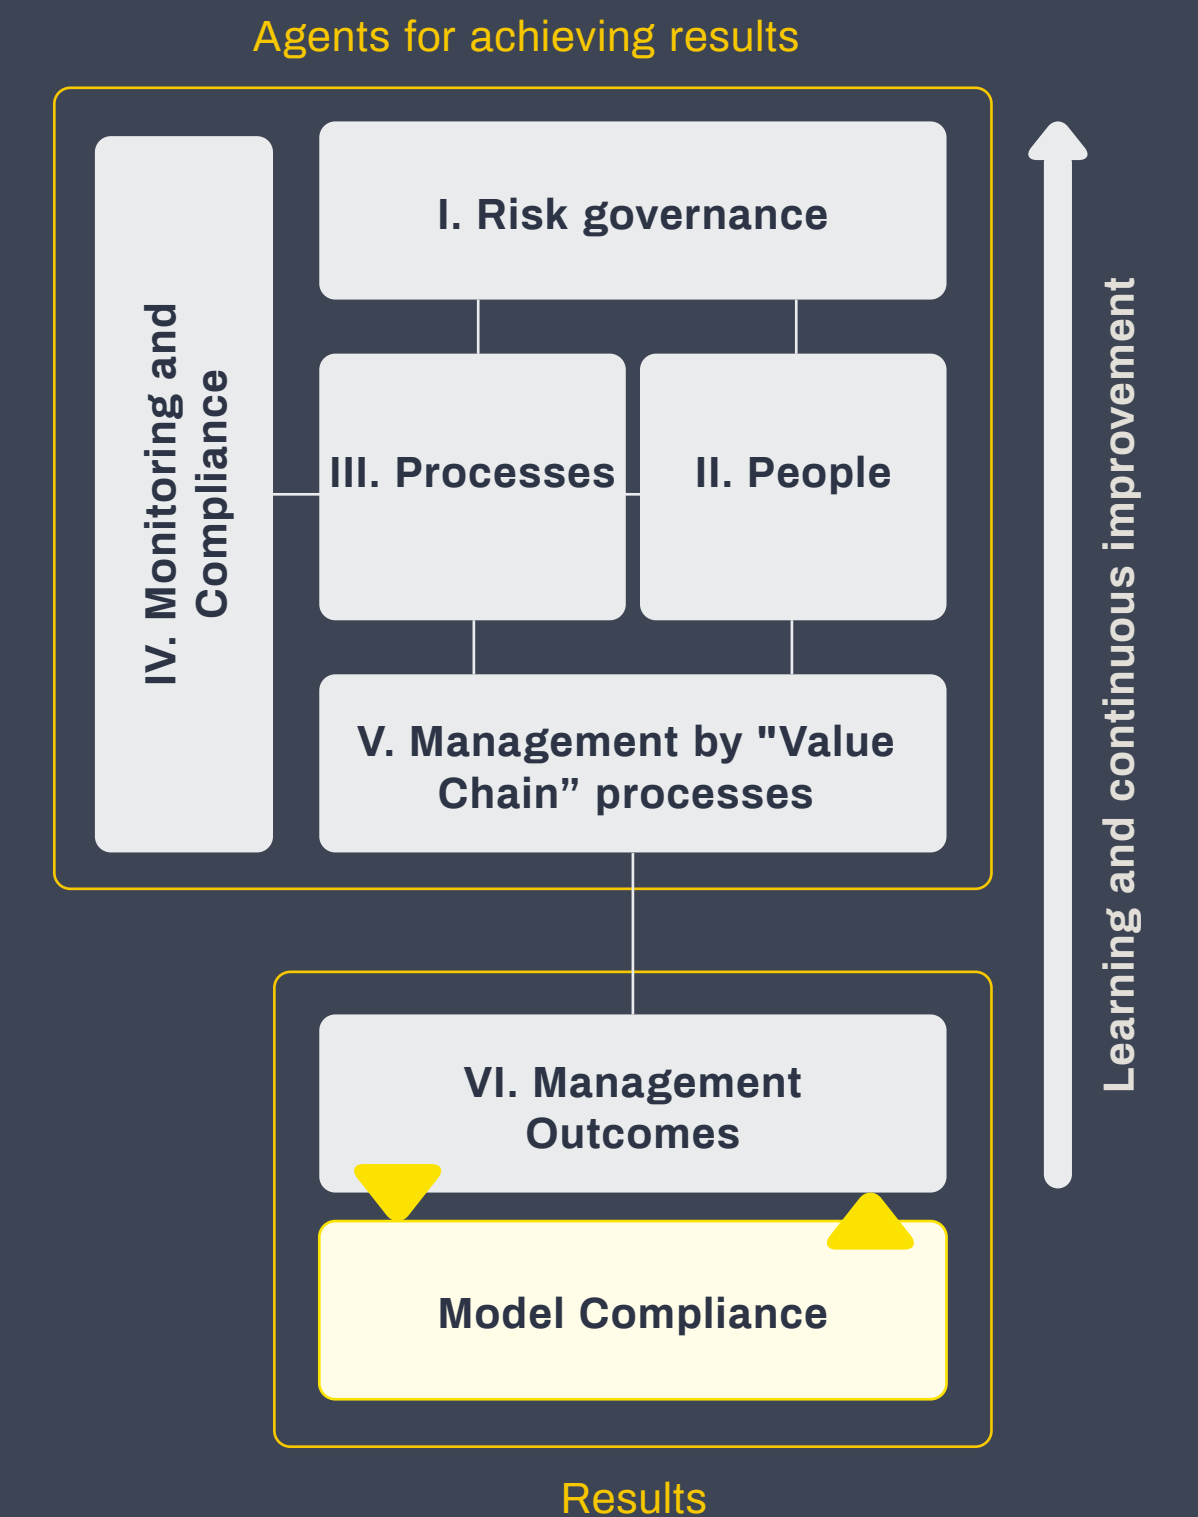 Agents for achieving results
I. Risk governance
IV. Monitoring and
Compliance
III. Processes
II. People
V. Management by "Value
Chain” processes
VI. Management
Outcomes
Model Compliance
Results
Learning and continuous improvement